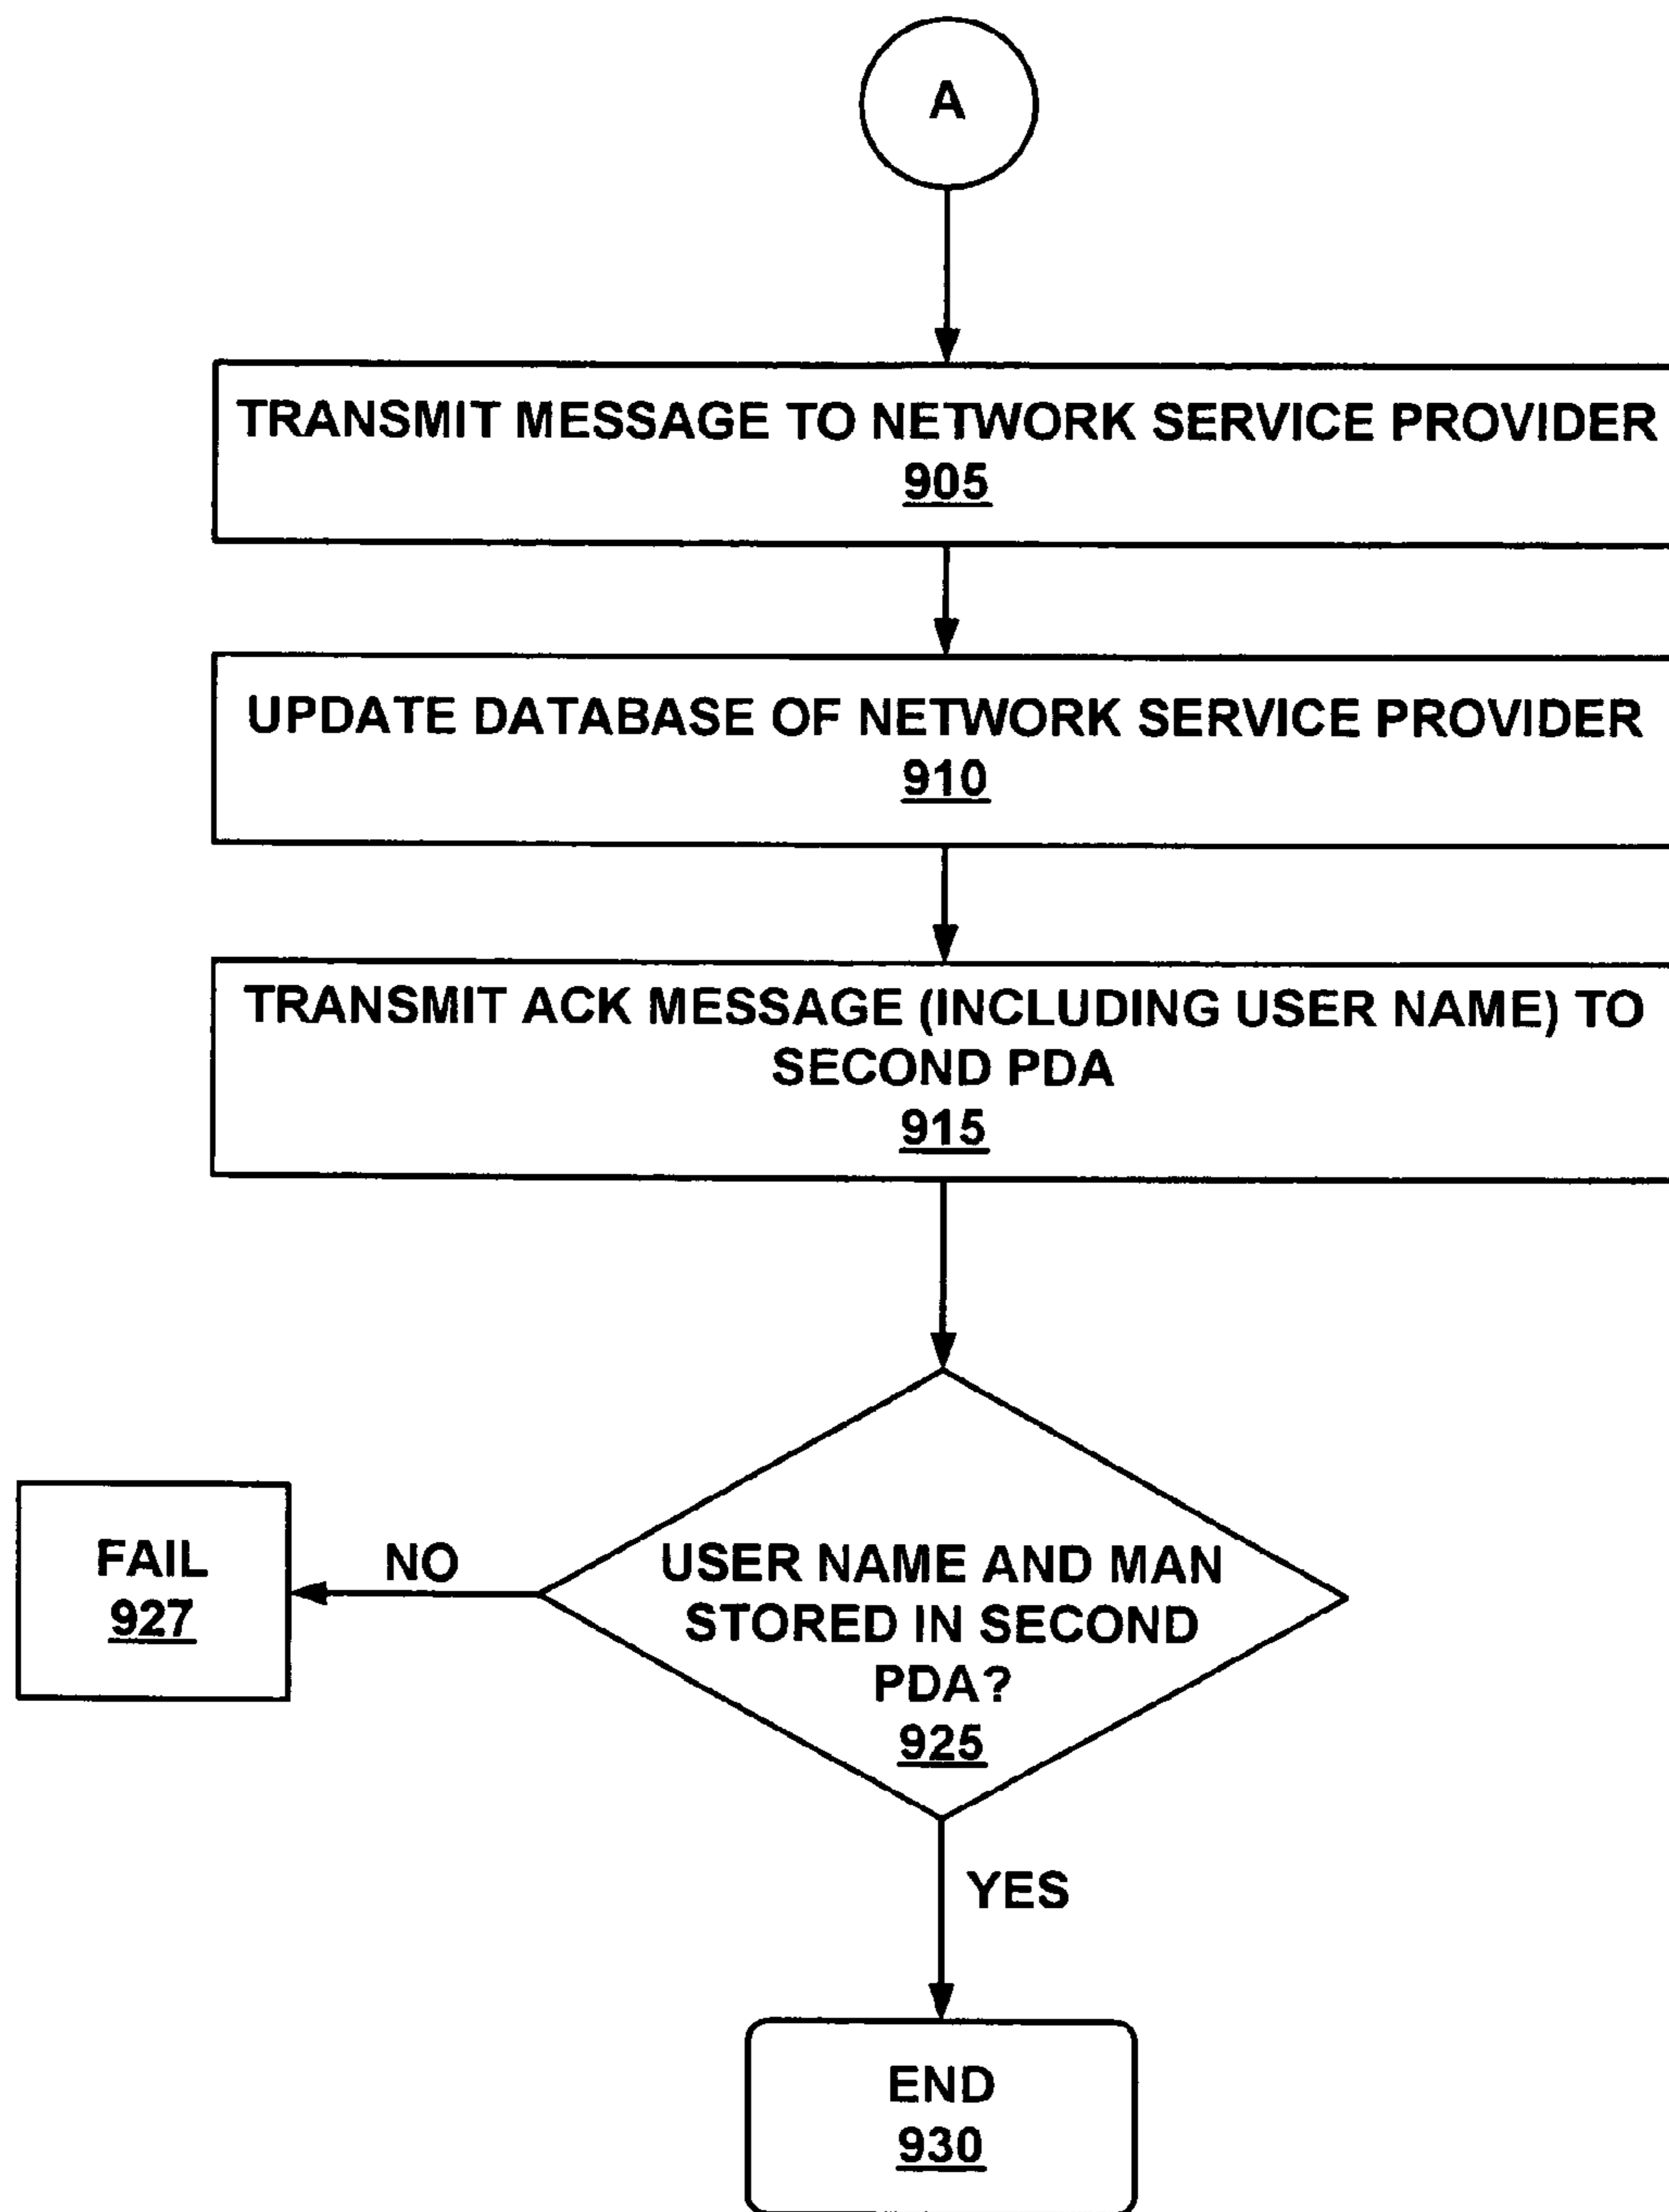 A
TRANSMIT MESSAGE TO NETWORK SERVICE PROVIDER
905
UPDATE DATABASE OF NETWORK SERVICE PROVIDER
910
TRANSMIT ACK MESSAGE (INCLUDING USER NAME) TO
SECOND PDA
915
USER NAME AND MAN
STORED IN SECOND
PDA?
925
NO
FAIL
927
YES
END
930